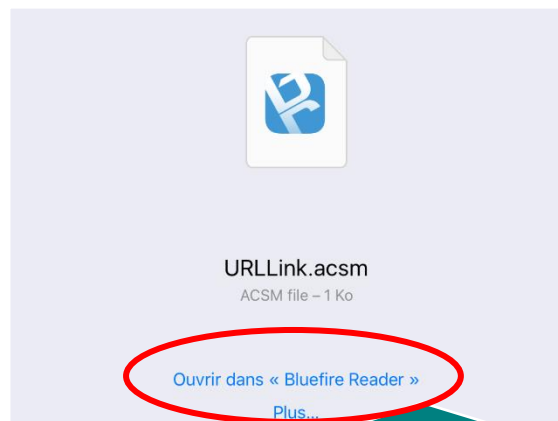 URLLink.acsm
ACSM file – 1 Ko
Ouvrir dans « Bluefire Reader »
Plus...